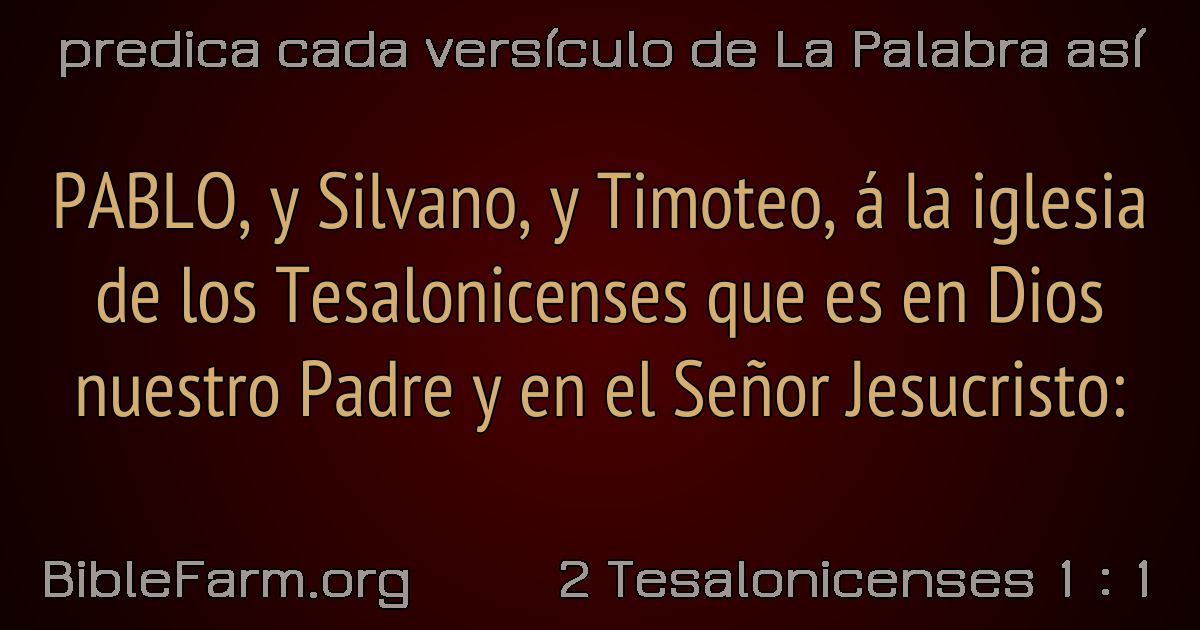 predica cada versículo de La Palabra así
PABLO, y Silvano, y Timoteo, á la iglesia
de los Tesalonicenses que es en Dios
nuestro Padre y en el Señor Jesucristo:
BibleFarm.org 2 Tesalonicenses 1 : 1